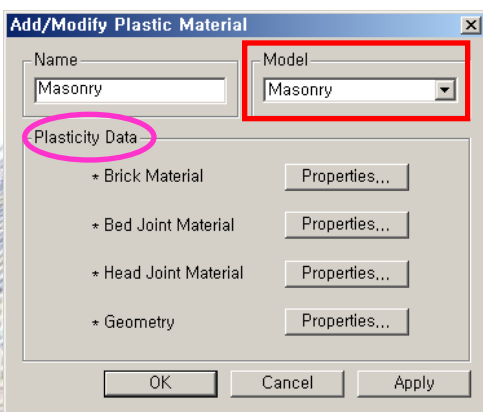 Add/Modify Plastic Material
Name
Model
Masonry
Masonry
Plasticity Data
* Brick Material
Properties...
* Bed Joint Material
Properties...
* Head Joint Material
Properties...
* Geometry
Properties...
OK
Cancel
Apply